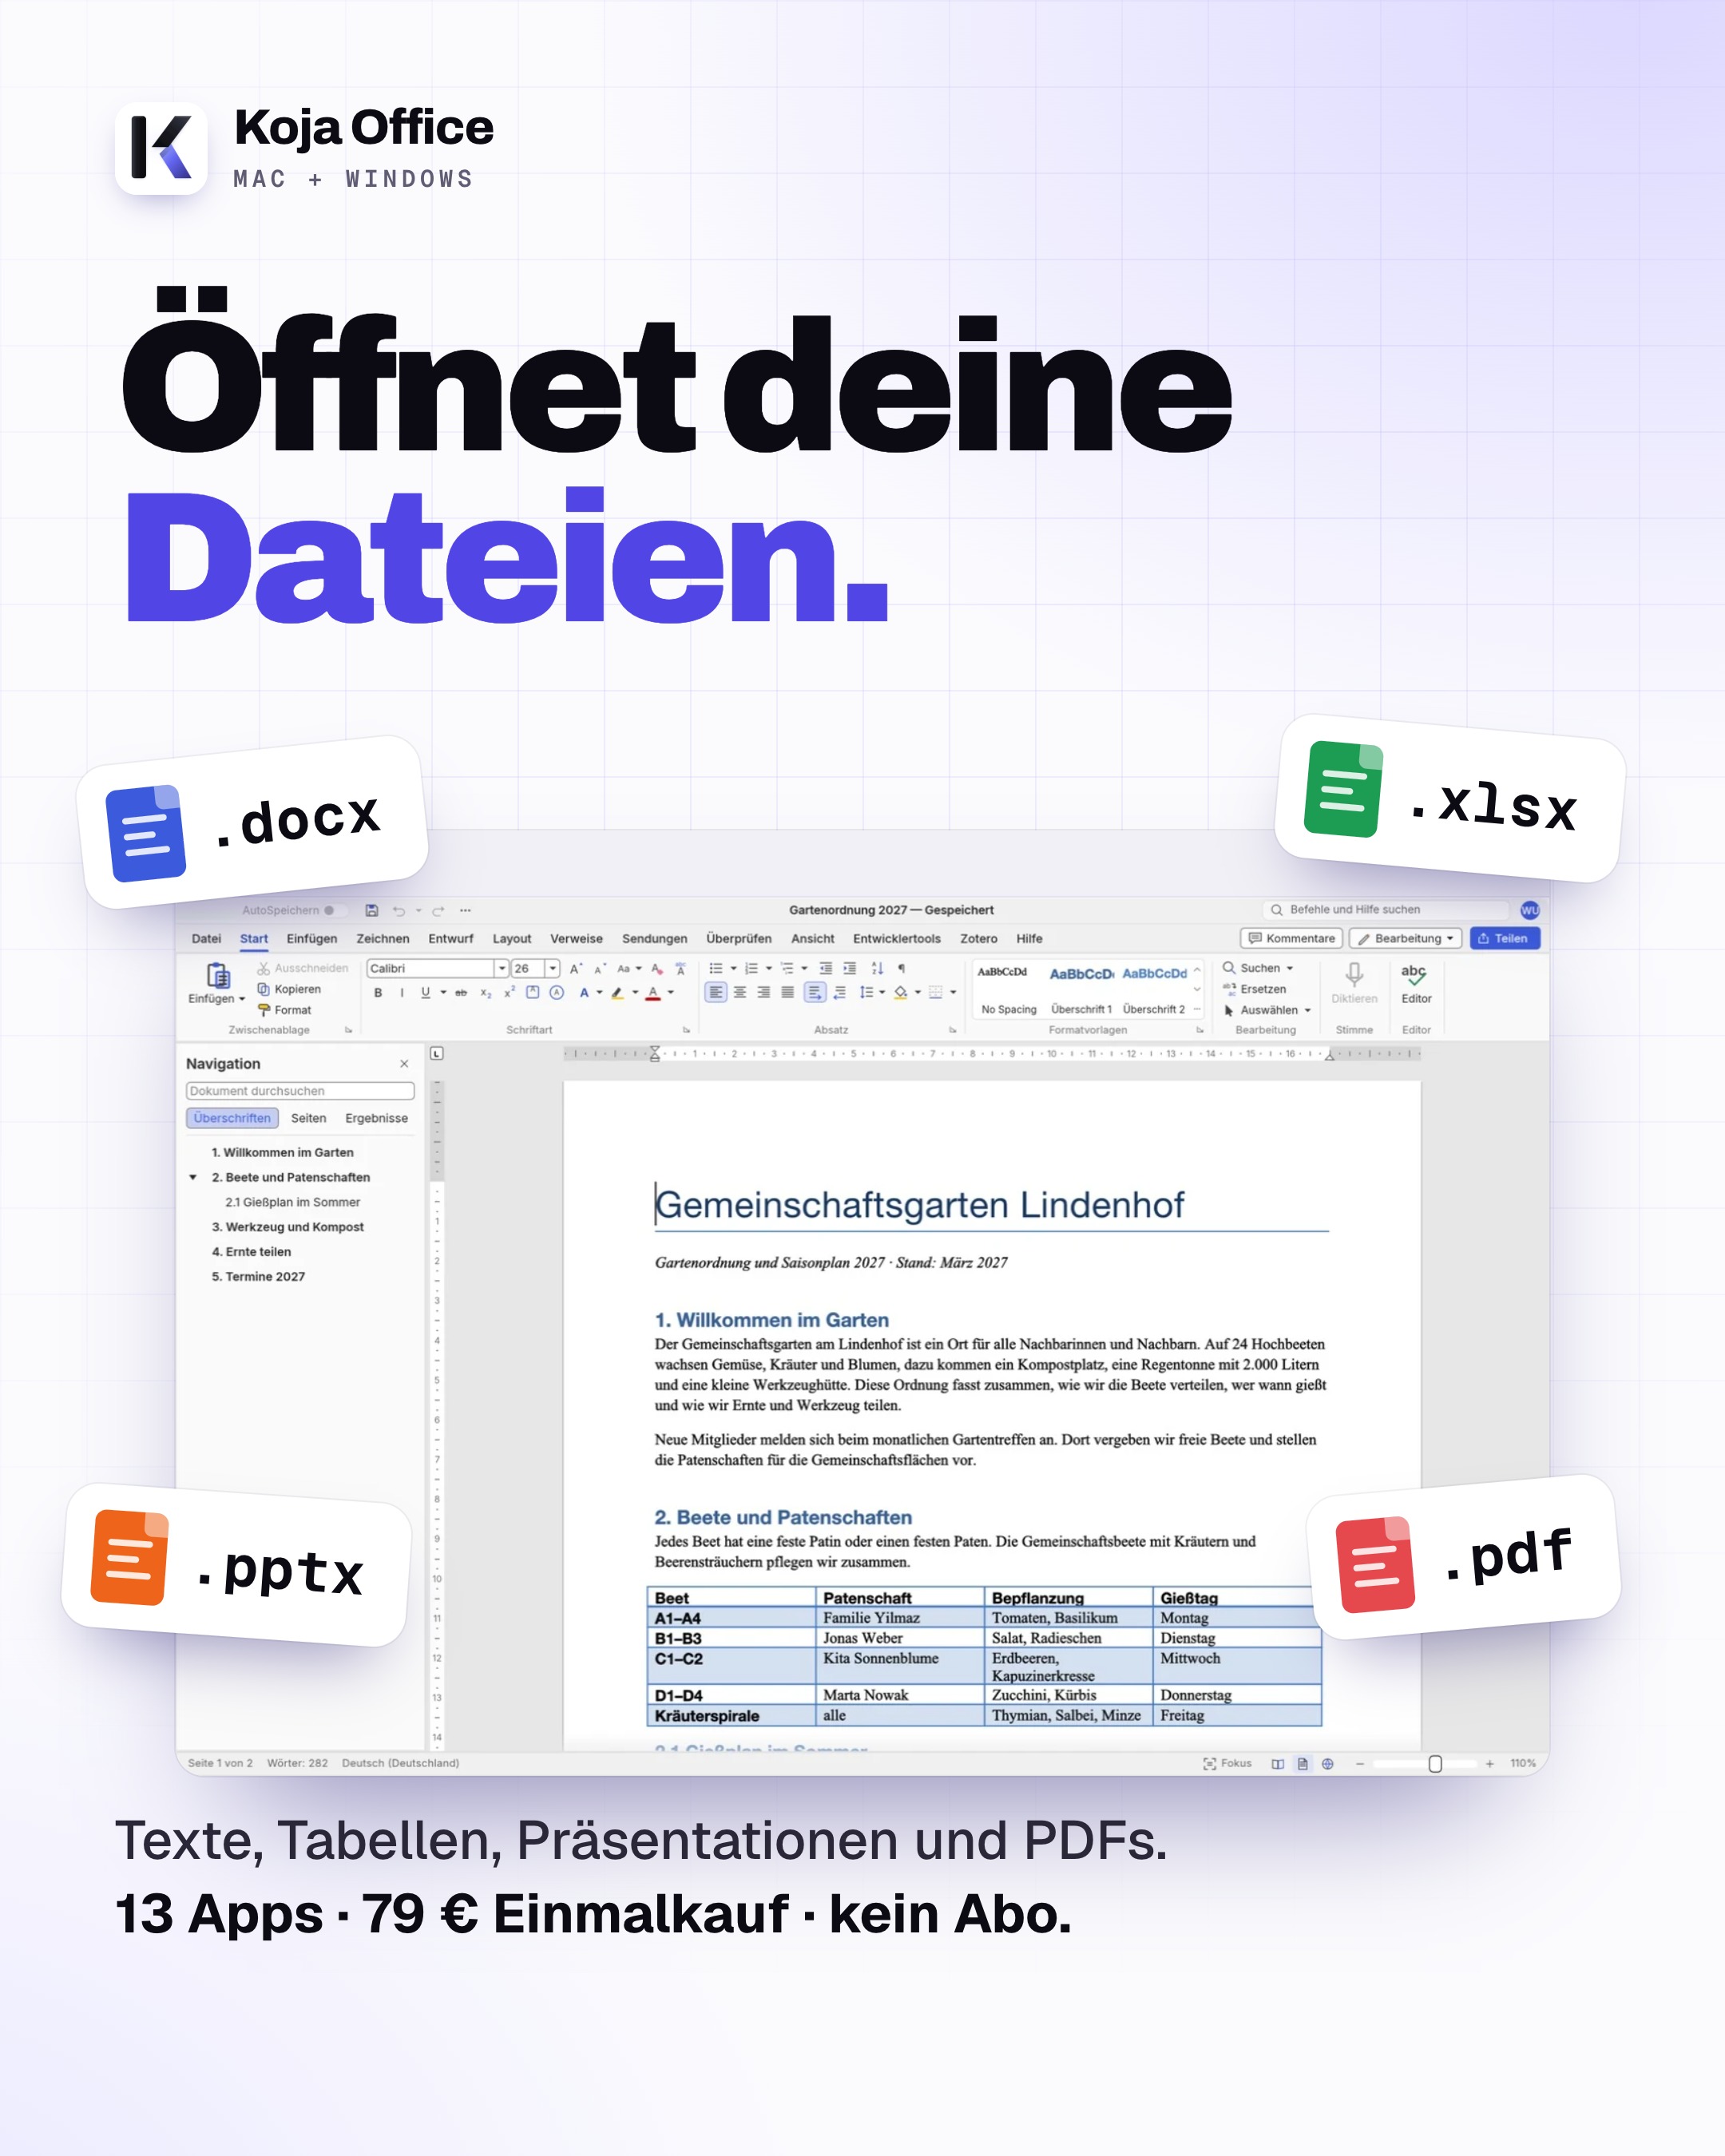 Koja Office
MAC + WINDOWS
Öffnet deine
Dateien.
.docx
.xlsx
AutoSpeichern
Gartenordnung 2027 — Gespeichert
Befehle und Hilfe suchen
WU
Datei Start Einfügen Zeichnen Entwurf Layout Verweise Sendungen Überprüfen Ansicht Entwicklertools Zotero Hilfe
Kommentare Bearbeitung Teilen
Einfügen
Ausschneiden
Kopieren
Format
Zwischenablage
Calibri 26
Schriftart
Absatz
AaBbCcDd AaBbCcD AaBbCcDd
No Spacing Überschrift 1 Überschrift 2
Formatvorlagen
Suchen
Ersetzen
Auswählen
Bearbeitung
Diktieren
Stimme
Editor
Editor
Navigation
Dokument durchsuchen
Überschriften Seiten Ergebnisse
1. Willkommen im Garten
2. Beete und Patenschaften
2.1 Gießplan im Sommer
3. Werkzeug und Kompost
4. Ernte teilen
5. Termine 2027
Gemeinschaftsgarten Lindenhof
Gartenordnung und Saisonplan 2027 · Stand: März 2027
1. Willkommen im Garten
Der Gemeinschaftsgarten am Lindenhof ist ein Ort für alle Nachbarinnen und Nachbarn. Auf 24 Hochbeeten
wachsen Gemüse, Kräuter und Blumen, dazu kommen ein Kompostplatz, eine Regentonne mit 2.000 Litern
und eine kleine Werkzeughütte. Diese Ordnung fasst zusammen, wie wir die Beete verteilen, wer wann gießt
und wie wir Ernte und Werkzeug teilen.
Neue Mitglieder melden sich beim monatlichen Gartentreffen an. Dort vergeben wir freie Beete und stellen
die Patenschaften für die Gemeinschaftsflächen vor.
2. Beete und Patenschaften
Jedes Beet hat eine feste Patin oder einen festen Paten. Die Gemeinschaftsbeete mit Kräutern und
Beerensträuchern pflegen wir zusammen.
Beet Patenschaft Bepflanzung Gießtag
A1–A4 Familie Yilmaz Tomaten, Basilikum Montag
B1–B3 Jonas Weber Salat, Radieschen Dienstag
C1–C2 Kita Sonnenblume Erdbeeren, Kapuzinerkresse Mittwoch
D1–D4 Marta Nowak Zucchini, Kürbis Donnerstag
Kräuterspirale alle Thymian, Salbei, Minze Freitag
2.1 Gießplan im Sommer
.pptx
.pdf
Seite 1 von 2 Wörter: 282 Deutsch (Deutschland)
Fokus
110%
Texte, Tabellen, Präsentationen und PDFs.
13 Apps · 79 € Einmalkauf · kein Abo.